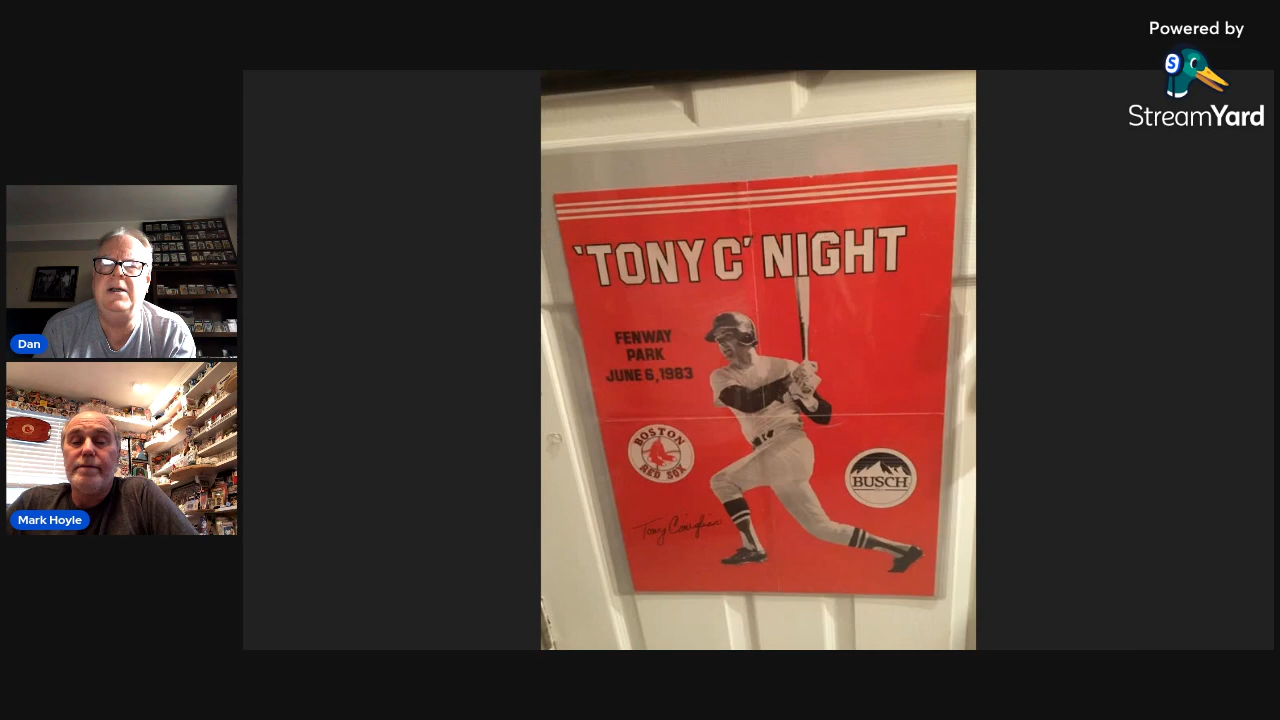 Powered by
S
StreamYard
'TONY C' NIGHT
FENWAY
PARK
JUNE 6, 1983
BOSTON
RED SOX
BUSCH
Tony Conigliaro
Dan
Mark Hoyle